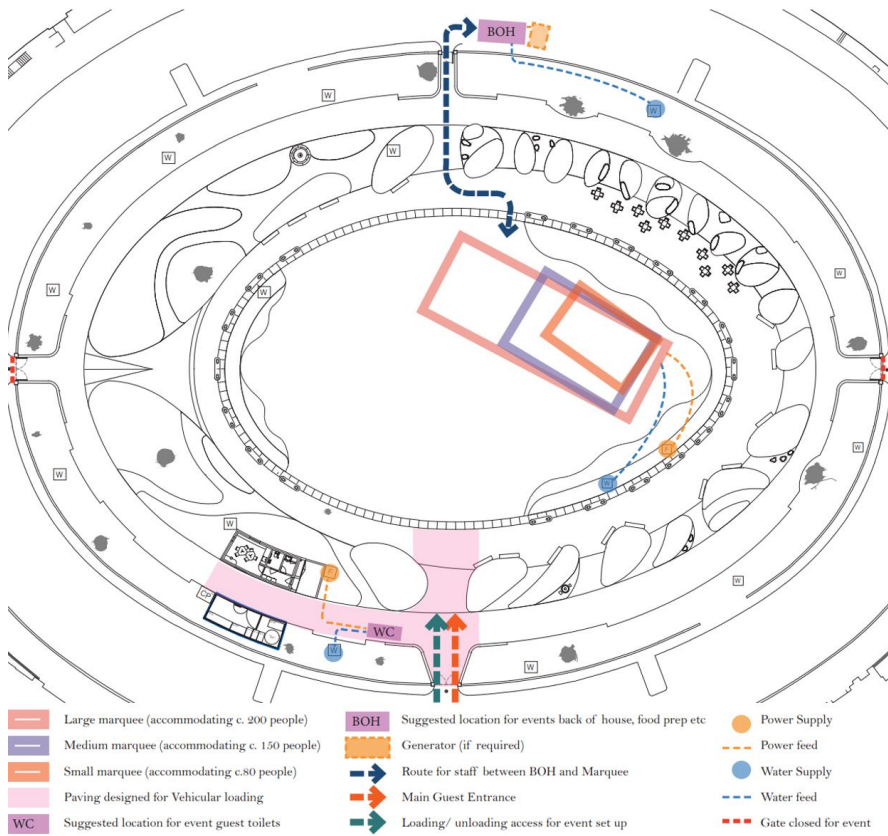 BOH
W
W
W
W
W
W
W
W
W
W
W
W
CP
WC
W
W
Large marquee (accommodating c. 200 people)
Medium marquee (accommodating c. 150 people)
Small marquee (accommodating c.80 people)
Paving designed for Vehicular loading
WC
Suggested location for event guest toilets
BOH
Suggested location for events back of house, food prep etc
Generator (if required)
Route for staff between BOH and Marquee
Main Guest Entrance
Loading/ unloading access for event set up
Power Supply
Power feed
Water Supply
Water feed
Gate closed for event